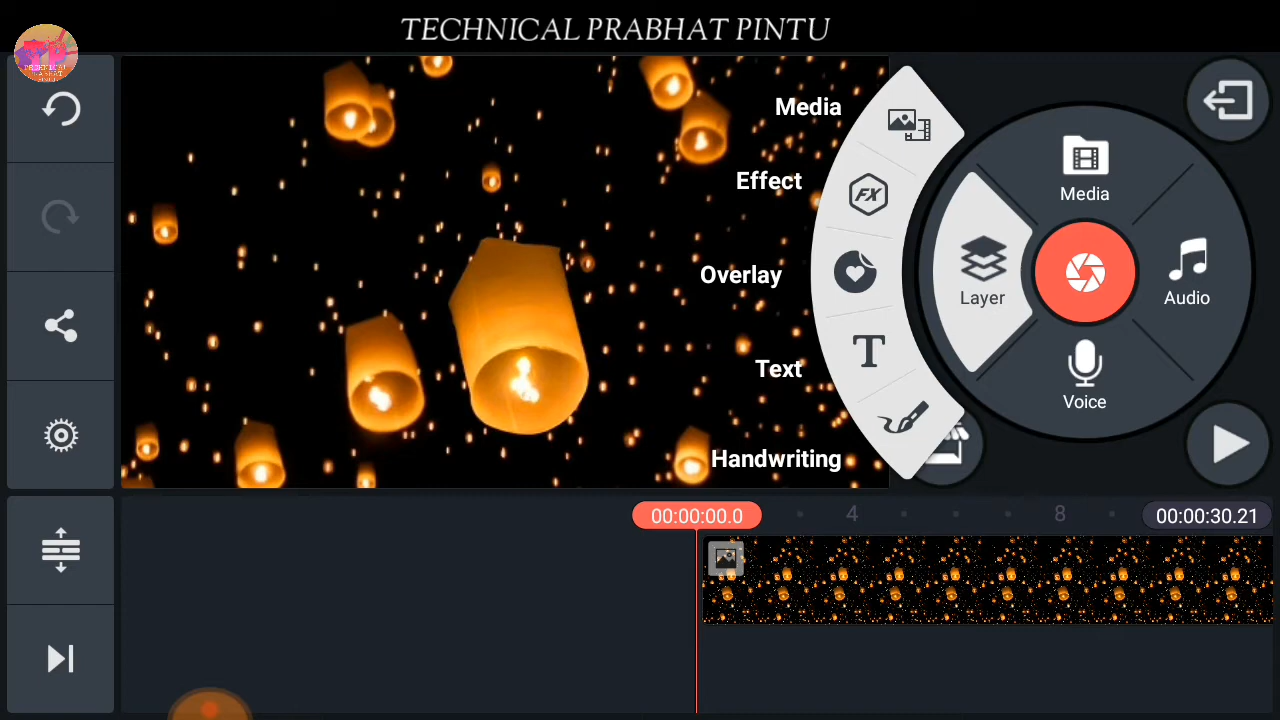 TECHNICAL PRABHAT PINTU
Media
Effect
Overlay
Text
Handwriting
FX
T
Media
Layer
Audio
Voice
00:00:00.0
4
8
00:00:30.21